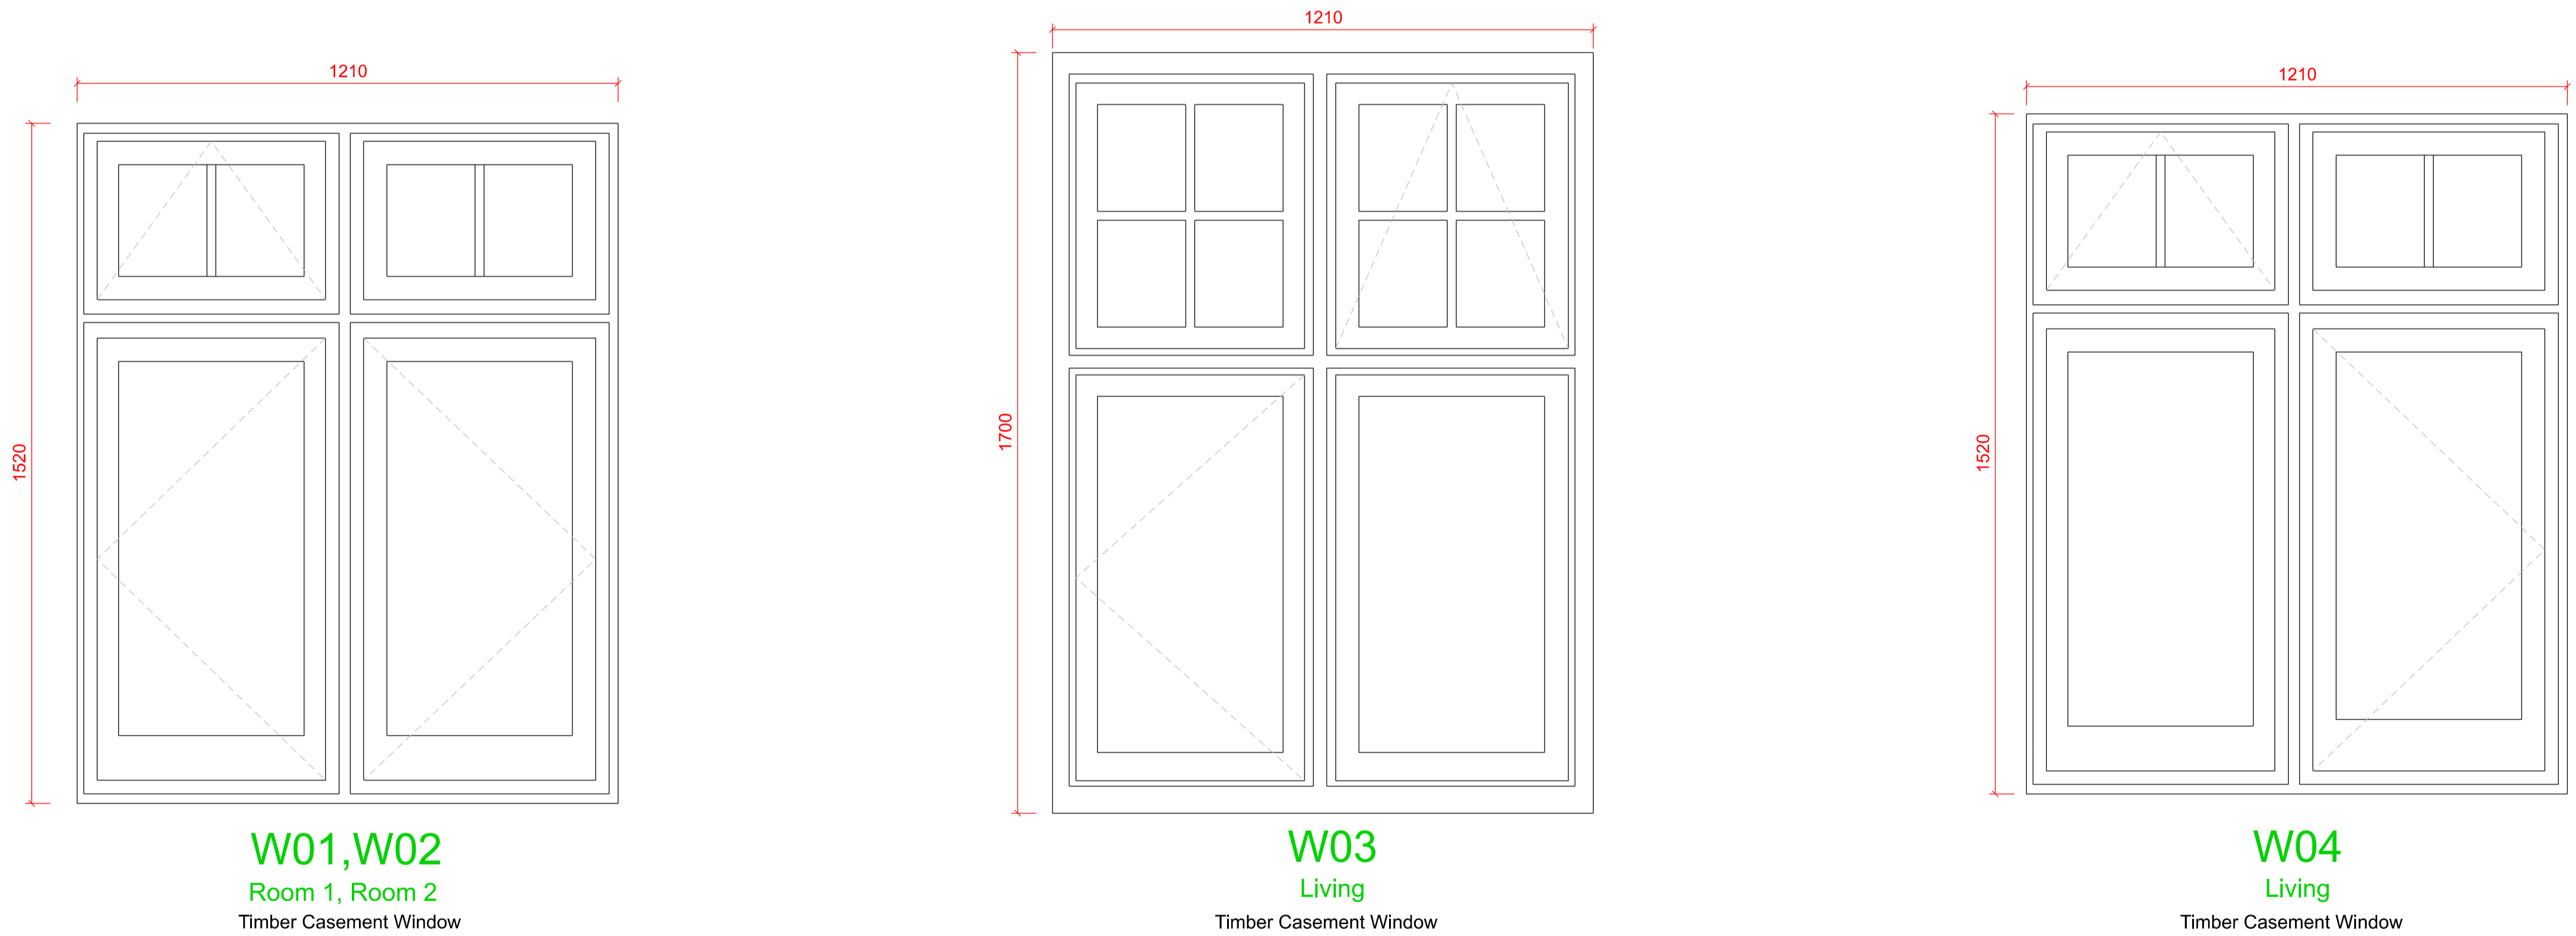 1210
1520
W01,W02
Room 1, Room 2
Timber Casement Window
1210
1700
W03
Living
Timber Casement Window
1210
1520
W04
Living
Timber Casement Window